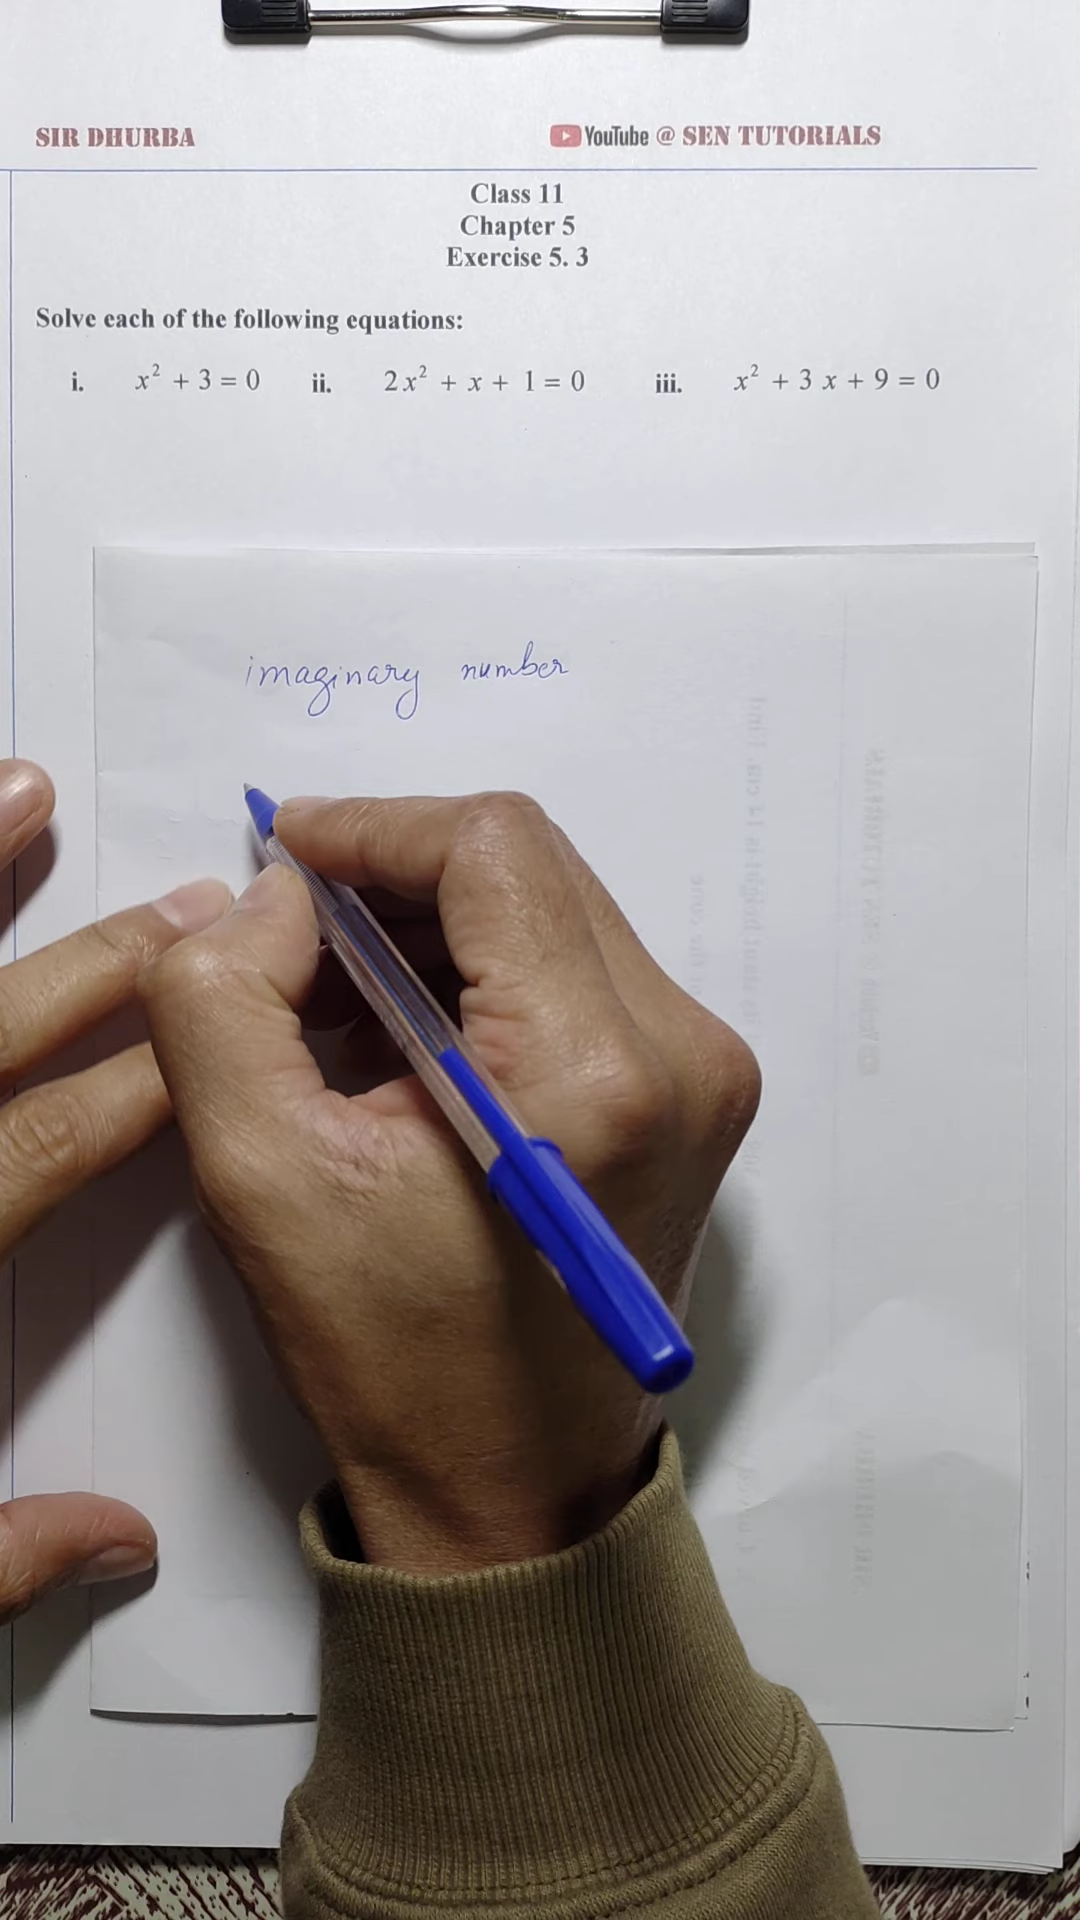 SIR DHURBA YouTube @ SEN TUTORIALS
Class 11
Chapter 5
Exercise 5. 3
Solve each of the following equations:
i. x² + 3 = 0 ii. 2x² + x + 1 = 0 iii. x² + 3 x + 9 = 0
imaginary number